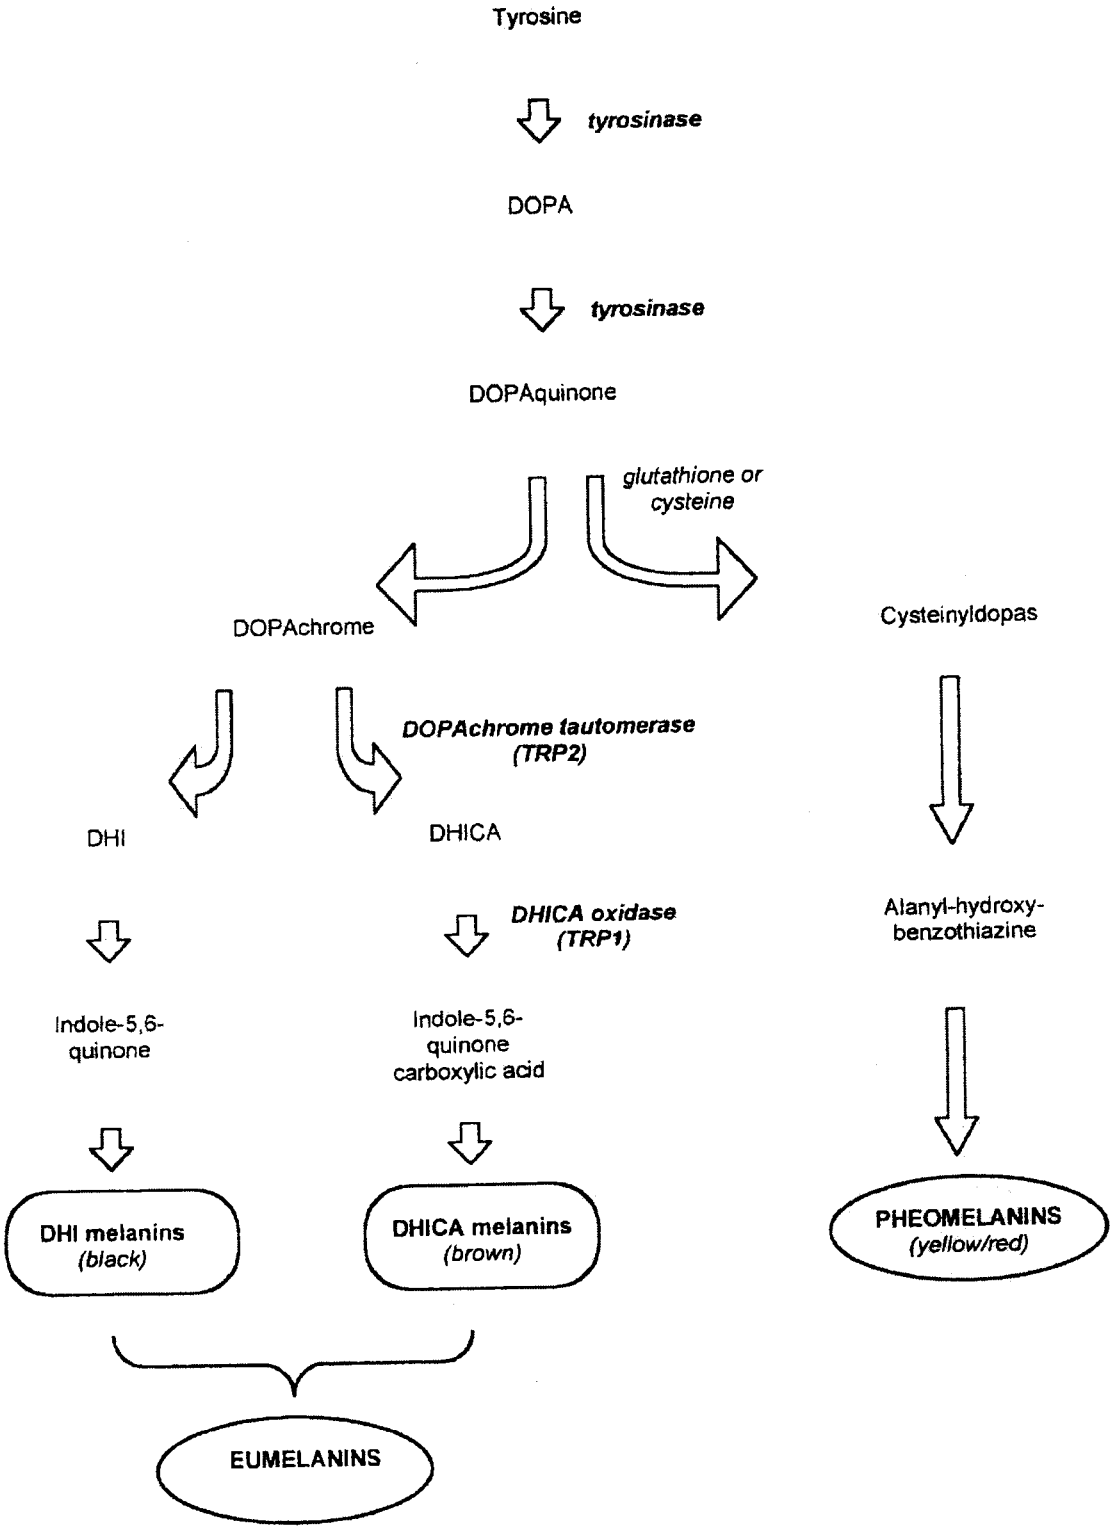 Tyrosine
tyrosinase
DOPA
tyrosinase
DOPAquinone
glutathione or
cysteine
DOPAchrome
Cysteinyldopas
DOPAchrome tautomerase
(TRP2)
DHI
DHICA
DHICA oxidase
(TRP1)
Alanyl-hydroxy-
benzothiazine
Indole-5,6-
quinone
Indole-5,6-
quinone
carboxylic acid
DHI melanins
(black)
DHICA melanins
(brown)
PHEOMELANINS
(yellow/red)
EUMELANINS